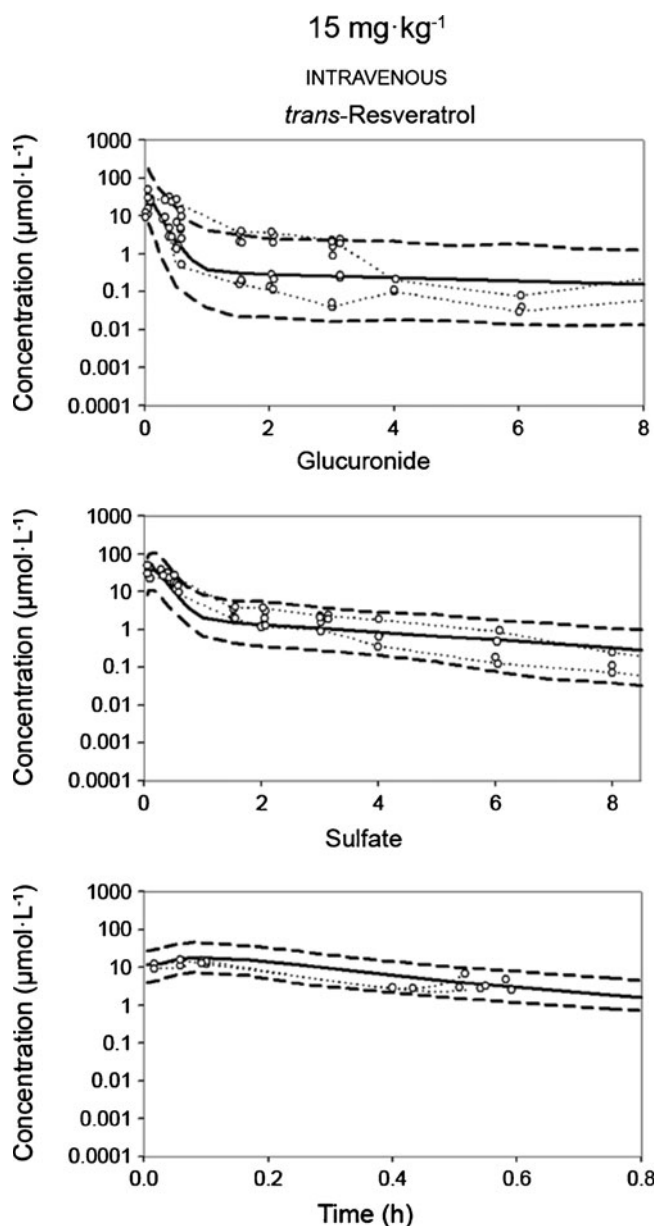 15 mg·kg⁻¹
INTRAVENOUS
trans-Resveratrol
Concentration (µmol·L⁻¹)
1000
100
10
1
0.1
0.01
0.001
0.0001
0 2 4 6 8
Glucuronide
Concentration (µmol·L⁻¹)
1000
100
10
1
0.1
0.01
0.001
0.0001
0 2 4 6 8
Sulfate
Concentration (µmol·L⁻¹)
1000
100
10
1
0.1
0.01
0.001
0.0001
0.0 0.2 0.4 0.6 0.8
Time (h)